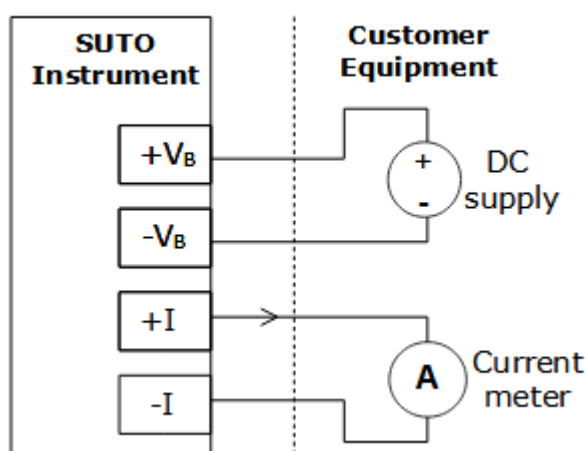 SUTO
Instrument
Customer
Equipment
+VB
-VB
+I
-I
+
-
DC
supply
A
Current
meter